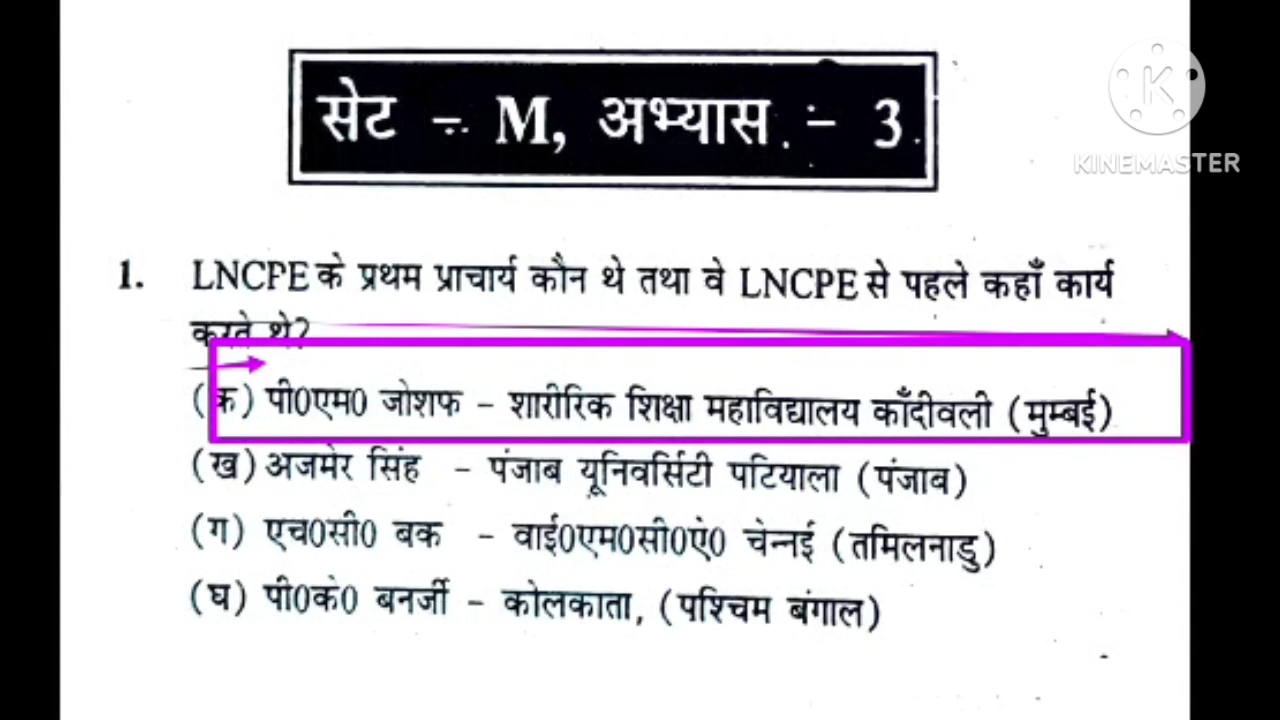 सेट - M, अभ्यास - 3
K
KINEMASTER
1. LNCPE के प्रथम प्राचार्य कौन थे तथा वे LNCPE से पहले कहाँ कार्य
करते थे?
(क) पी0एम0 जोशफ - शारीरिक शिक्षा महाविद्यालय काँदीवली (मुम्बई)
(ख) अजमेर सिंह - पंजाब यूनिवर्सिटी पटियाला (पंजाब)
(ग) एच0सी0 बक - वाई0एम0सी0ऐ0 चेन्नई (तमिलनाडु)
(घ) पी0के0 बनर्जी - कोलकाता, (पश्चिम बंगाल)